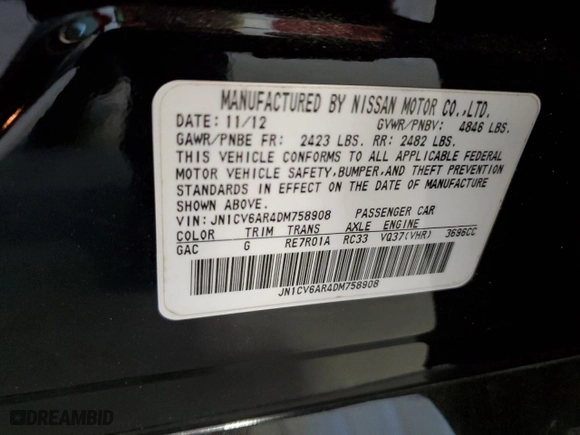 MANUFACTURED BY NISSAN MOTOR CO.,LTD.
DATE: 11/12 GVWR/PNBV: 4846 LBS.
GAWR/PNBE FR: 2423 LBS. RR: 2482 LBS.
THIS VEHICLE CONFORMS TO ALL APPLICABLE FEDERAL
MOTOR VEHICLE SAFETY,BUMPER,AND THEFT PREVENTION
STANDARDS IN EFFECT ON THE DATE OF MANUFACTURE
SHOWN ABOVE.
VIN: JN1CV6AR4DM758908 PASSENGER CAR
COLOR TRIM TRANS AXLE ENGINE
GAC G RE7R01A RC33 VQ37(VHR) 3696CC
JN1CV6AR4DM758908
DREAMBID